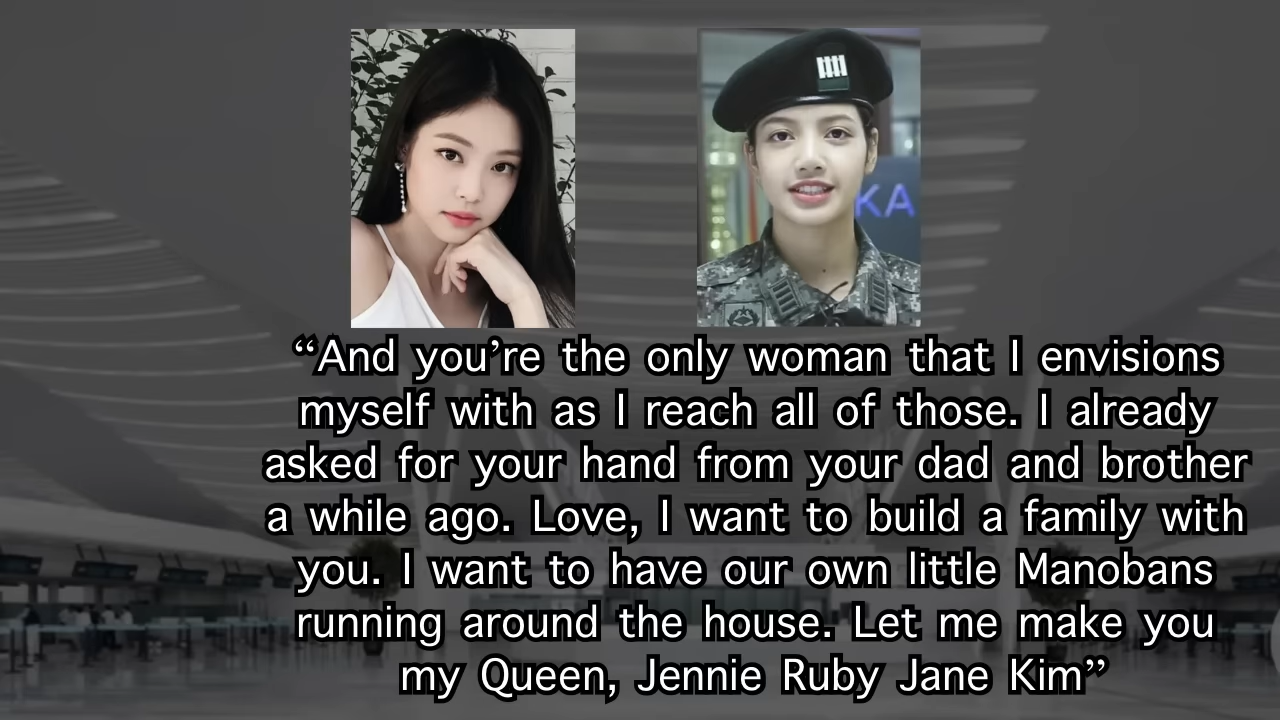 KA
“And you’re the only woman that I envisions
myself with as I reach all of those. I already
asked for your hand from your dad and brother
a while ago. Love, I want to build a family with
you. I want to have our own little Manobans
running around the house. Let me make you
my Queen, Jennie Ruby Jane Kim”